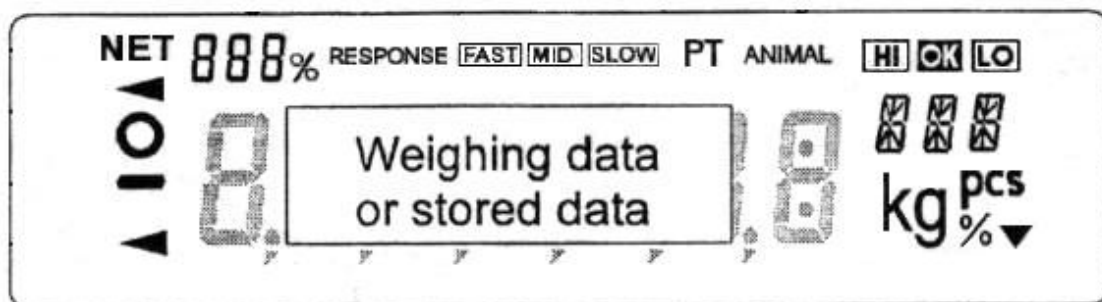 NET 888% RESPONSE FAST MID SLOW PT ANIMAL HI OK LO
Weighing data
or stored data
kg pcs
%